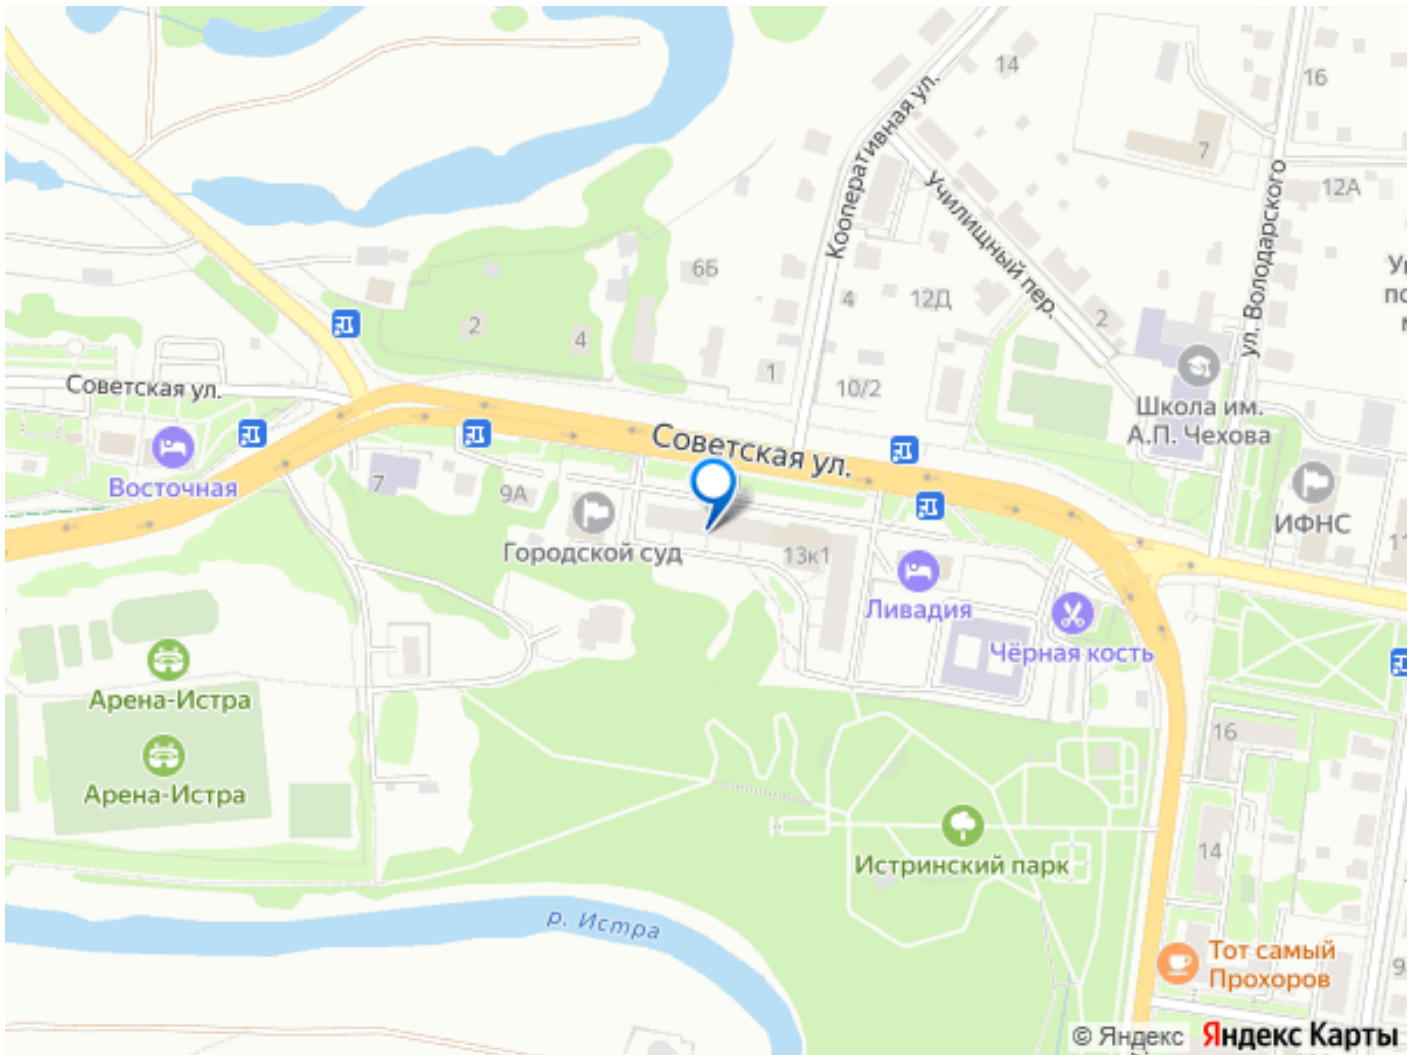 14
16
7
Кооперативная ул.
12А
Училищный пер.
ул. Володарского
6Б
4
12Д
2
2
4
1
10/2
Советская ул.
Школа им.
А.П. Чехова
Советская ул.
Восточная
7
9А
ИФНС
Городской суд
13к1
Ливадия
Чёрная кость
Арена-Истра
16
Арена-Истра
Истринский парк
14
р. Истра
Тот самый
Прохоров
© Яндекс Яндекс Карты